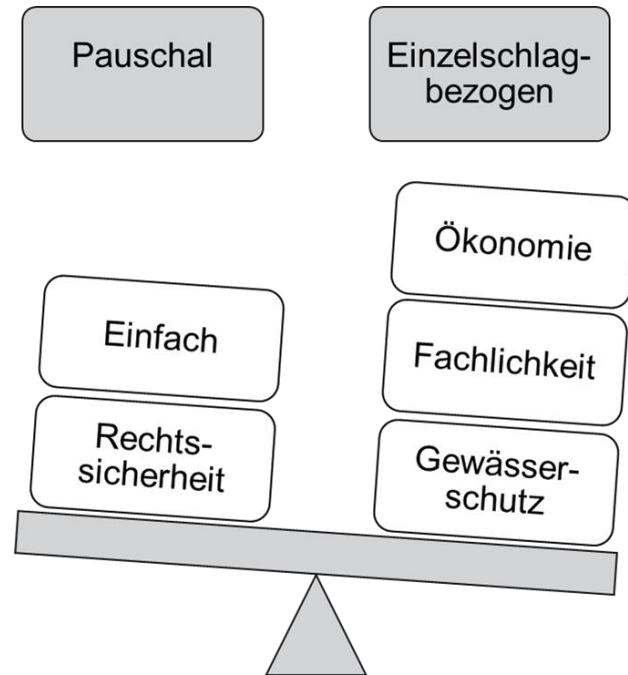 Pauschal
Einzelschlag-
bezogen
Einfach
Rechts-
sicherheit
Ökonomie
Fachlichkeit
Gewässer-
schutz